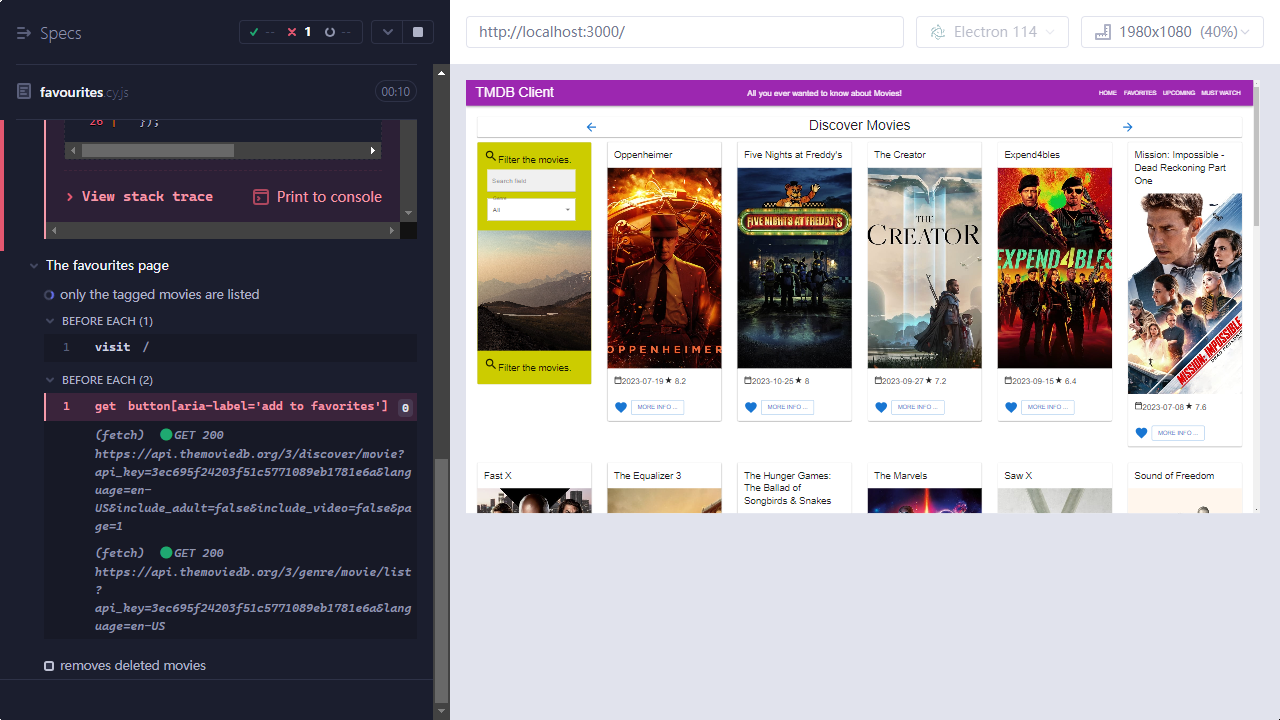 Specs
-- 1 --
favourites.cy.js
00:10
26 | });
View stack trace
Print to console
The favourites page
only the tagged movies are listed
BEFORE EACH (1)
1 visit /
BEFORE EACH (2)
1 get button[aria-label='add to favorites'] 0
(fetch) GET 200
https://api.themoviedb.org/3/discover/movie?
api_key=3ec695f24203f51c5771089eb1781e6a&lang
uage=en-
US&include_adult=false&include_video=false&pa
ge=1
(fetch) GET 200
https://api.themoviedb.org/3/genre/movie/list
?
api_key=3ec695f24203f51c5771089eb1781e6a&lang
uage=en-US
removes deleted movies
http://localhost:3000/
Electron 114
1980x1080 (40%)
TMDB Client
All you ever wanted to know about Movies!
HOME FAVORITES UPCOMING MUST WATCH
Discover Movies
Filter the movies.
Search field
Genre
All
Filter the movies.
Oppenheimer
OPPENHEIMER
2023-07-19 8.2
MORE INFO ...
Five Nights at Freddy's
FIVE NIGHTS AT FREDDY'S
2023-10-25 8
MORE INFO ...
The Creator
THE
CREATOR
2023-09-27 7.2
MORE INFO ...
Expend4bles
EXPEND4BLES
2023-09-15 6.4
MORE INFO ...
Mission: Impossible -
Dead Reckoning Part
One
MISSION: IMPOSSIBLE
2023-07-08 7.6
MORE INFO ...
Fast X
The Equalizer 3
The Hunger Games:
The Ballad of
Songbirds & Snakes
The Marvels
Saw X
Sound of Freedom